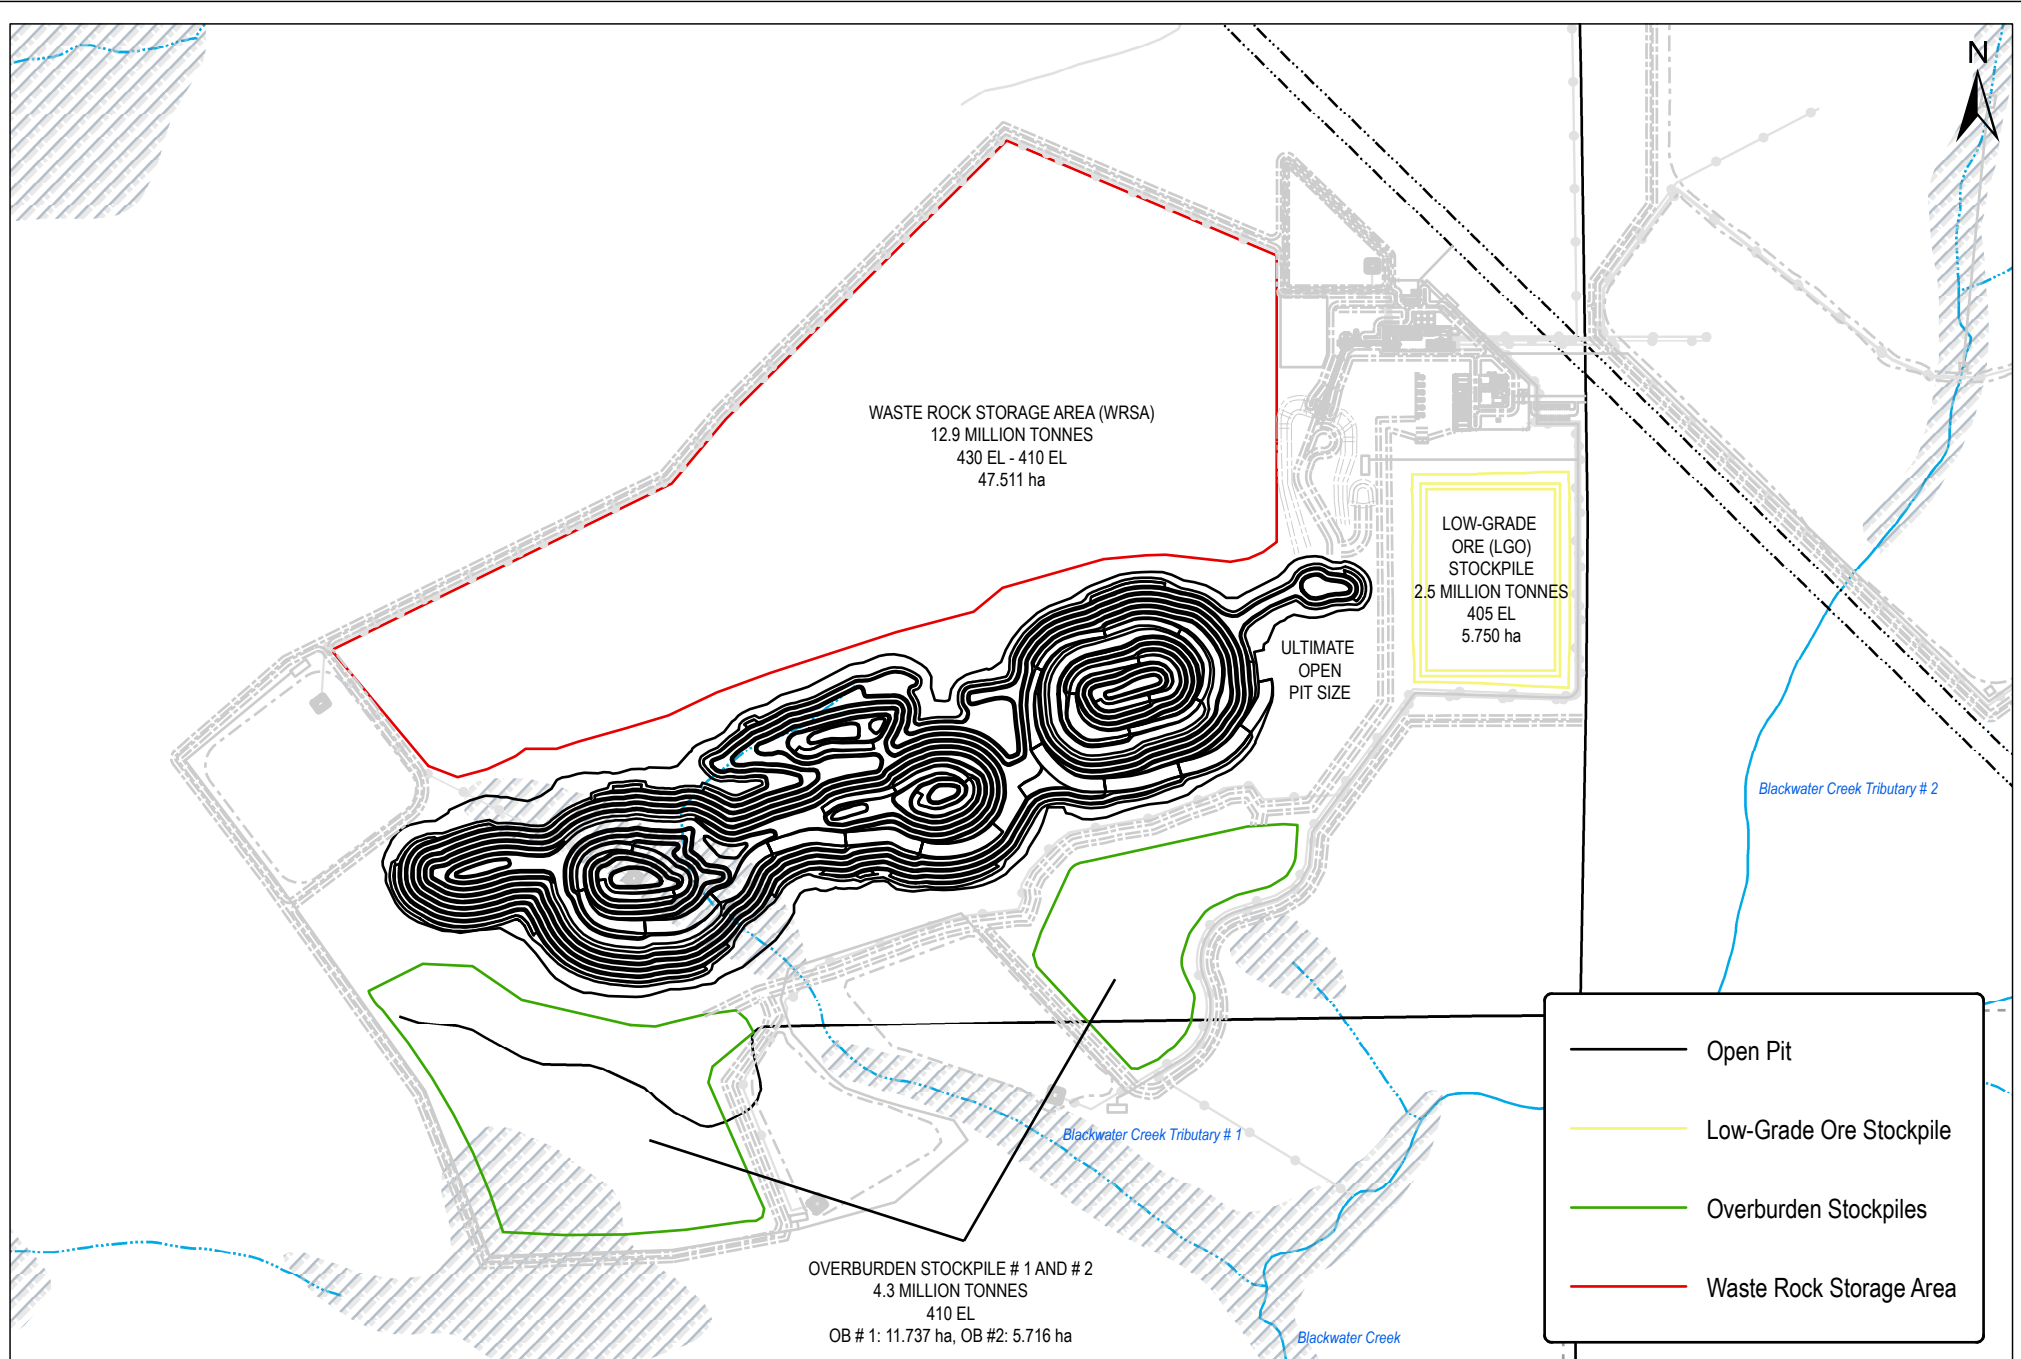 N
WASTE ROCK STORAGE AREA (WRSA)
12.9 MILLION TONNES
430 EL - 410 EL
47.511 ha
LOW-GRADE
ORE (LGO)
STOCKPILE
2.5 MILLION TONNES
405 EL
5.750 ha
ULTIMATE
OPEN
PIT SIZE
Blackwater Creek Tributary # 2
Blackwater Creek Tributary # 1
OVERBURDEN STOCKPILE # 1 AND # 2
4.3 MILLION TONNES
410 EL
OB # 1: 11.737 ha, OB #2: 5.716 ha
Blackwater Creek
Open Pit
Low-Grade Ore Stockpile
Overburden Stockpiles
Waste Rock Storage Area